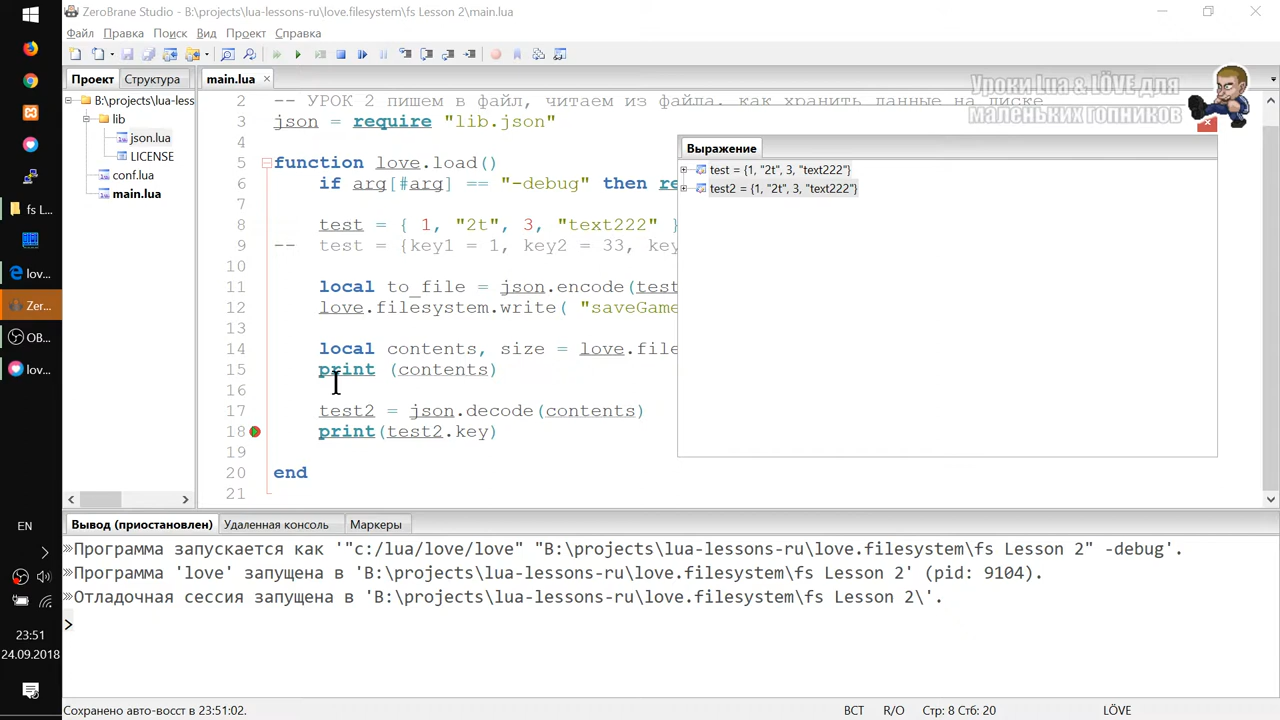 ZeroBrane Studio - B:\projects\lua-lessons-ru\love.filesystem\fs Lesson 2\main.lua
Файл Правка Поиск Вид Проект Справка
Проект Структура
main.lua ×
Уроки Lua & LÖVE для
маленьких гопников
B:\projects\lua-less
lib
json.lua
LICENSE
conf.lua
main.lua
2 -- УРОК 2 пишем в файл, читаем из файла. как хранить данные на диске
3 json = require "lib.json"
4
5 function love.load()
6 if arg[#arg] == "-debug" then re
7
8 test = { 1, "2t", 3, "text222" }
9 -- test = {key1 = 1, key2 = 33, key
10
11 local to_file = json.encode(test
12 love.filesystem.write( "saveGame
13
14 local contents, size = love.file
15 print (contents)
16
17 test2 = json.decode(contents)
18 print(test2.key)
19
20 end
21
Выражение
test = {1, "2t", 3, "text222"}
test2 = {1, "2t", 3, "text222"}
Вывод (приостановлен) Удаленная консоль Маркеры
Программа запускается как '"c:/lua/love/love" "B:\projects\lua-lessons-ru\love.filesystem\fs Lesson 2" -debug'.
Программа 'love' запущена в 'B:\projects\lua-lessons-ru\love.filesystem\fs Lesson 2' (pid: 9104).
Отладочная сессия запущена в 'B:\projects\lua-lessons-ru\love.filesystem\fs Lesson 2\'.
>
Сохранено авто-восст в 23:51:02.
ВСТ R/O Стр: 8 Стб: 20 LÖVE
fs L...
lov...
Zer...
OB...
lov...
EN
23:51
24.09.2018